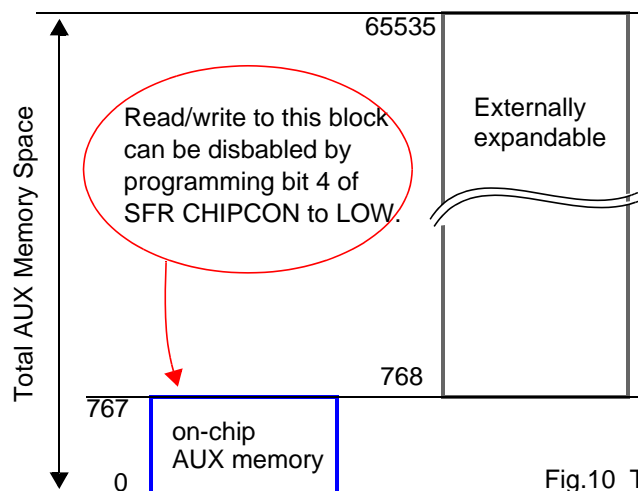 65535
Total AUX Memory Space
Read/write to this block
can be disbabled by
programming bit 4 of
SFR CHIPCON to LOW.
Externally
expandable
768
767
on-chip
AUX memory
0
Fig.10 T